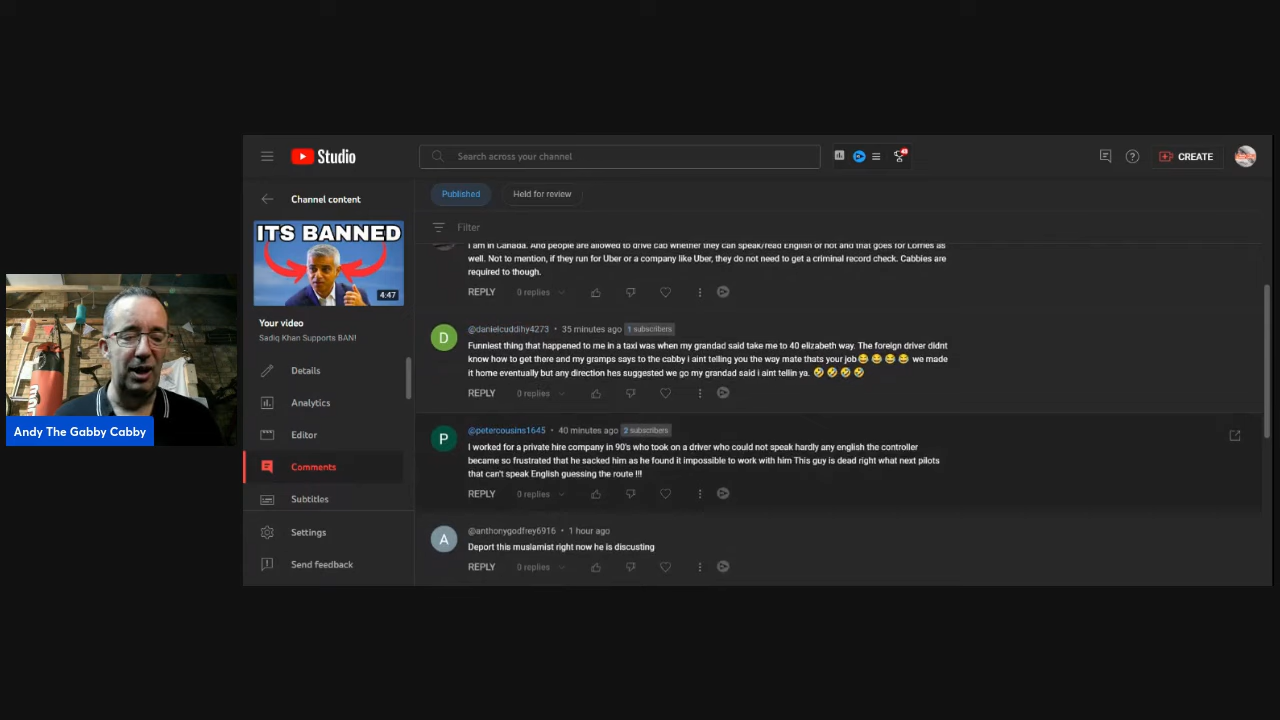 Studio
Search across your channel
CREATE
Channel content
ITS BANNED
4:47
Your video
Sadiq Khan Supports BAN!
Details
Analytics
Editor
Comments
Subtitles
Settings
Send feedback
Andy The Gabby Cabby
Published
Held for review
Filter
I am in Canada. And people are allowed to drive cab whether they can speak/read English or not and that goes for Lorries as
well. Not to mention, if they run for Uber or a company like Uber, they do not need to get a criminal record check. Cabbies are
required to though.
REPLY 0 replies
@danielcuddihy4273 • 35 minutes ago 1 subscribers
Funniest thing that happened to me in a taxi was when my grandad said take me to 40 elizabeth way. The foreign driver didnt
know how to get there and my gramps says to the cabby i aint telling you the way mate thats your job😂😂😂😂 we made
it home eventually but any direction hes suggested we go my grandad said i aint tellin ya. 🤣🤣🤣🤣
REPLY 0 replies
@petercousins1645 • 40 minutes ago 2 subscribers
I worked for a private hire company in 90's who took on a driver who could not speak hardly any english the controller
became so frustrated that he sacked him as he found it impossible to work with him This guy is dead right what next pilots
that can't speak English guessing the route !!!
REPLY 0 replies
@anthonygodfrey6916 • 1 hour ago
Deport this muslamist right now he is discusting
REPLY 0 replies